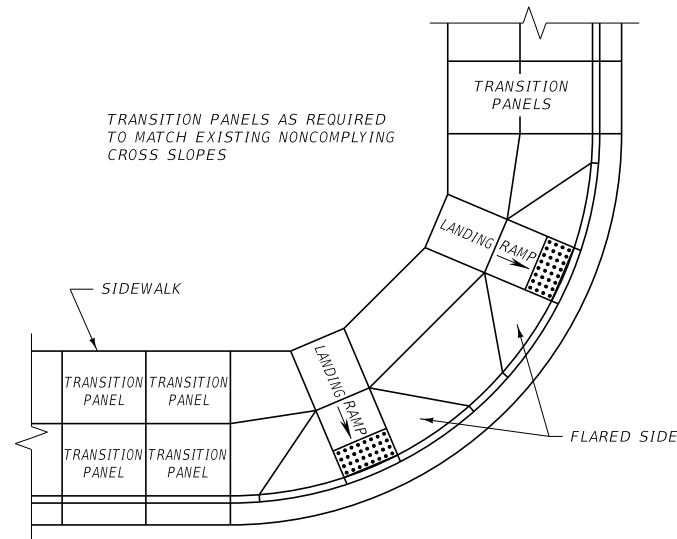 TRANSITION
PANELS
TRANSITION PANELS AS REQUIRED
TO MATCH EXISTING NONCOMPLYING
CROSS SLOPES
LANDING
RAMP
SIDEWALK
LANDING
RAMP
TRANSITION
PANEL
TRANSITION
PANEL
TRANSITION
PANEL
TRANSITION
PANEL
FLARED SIDE